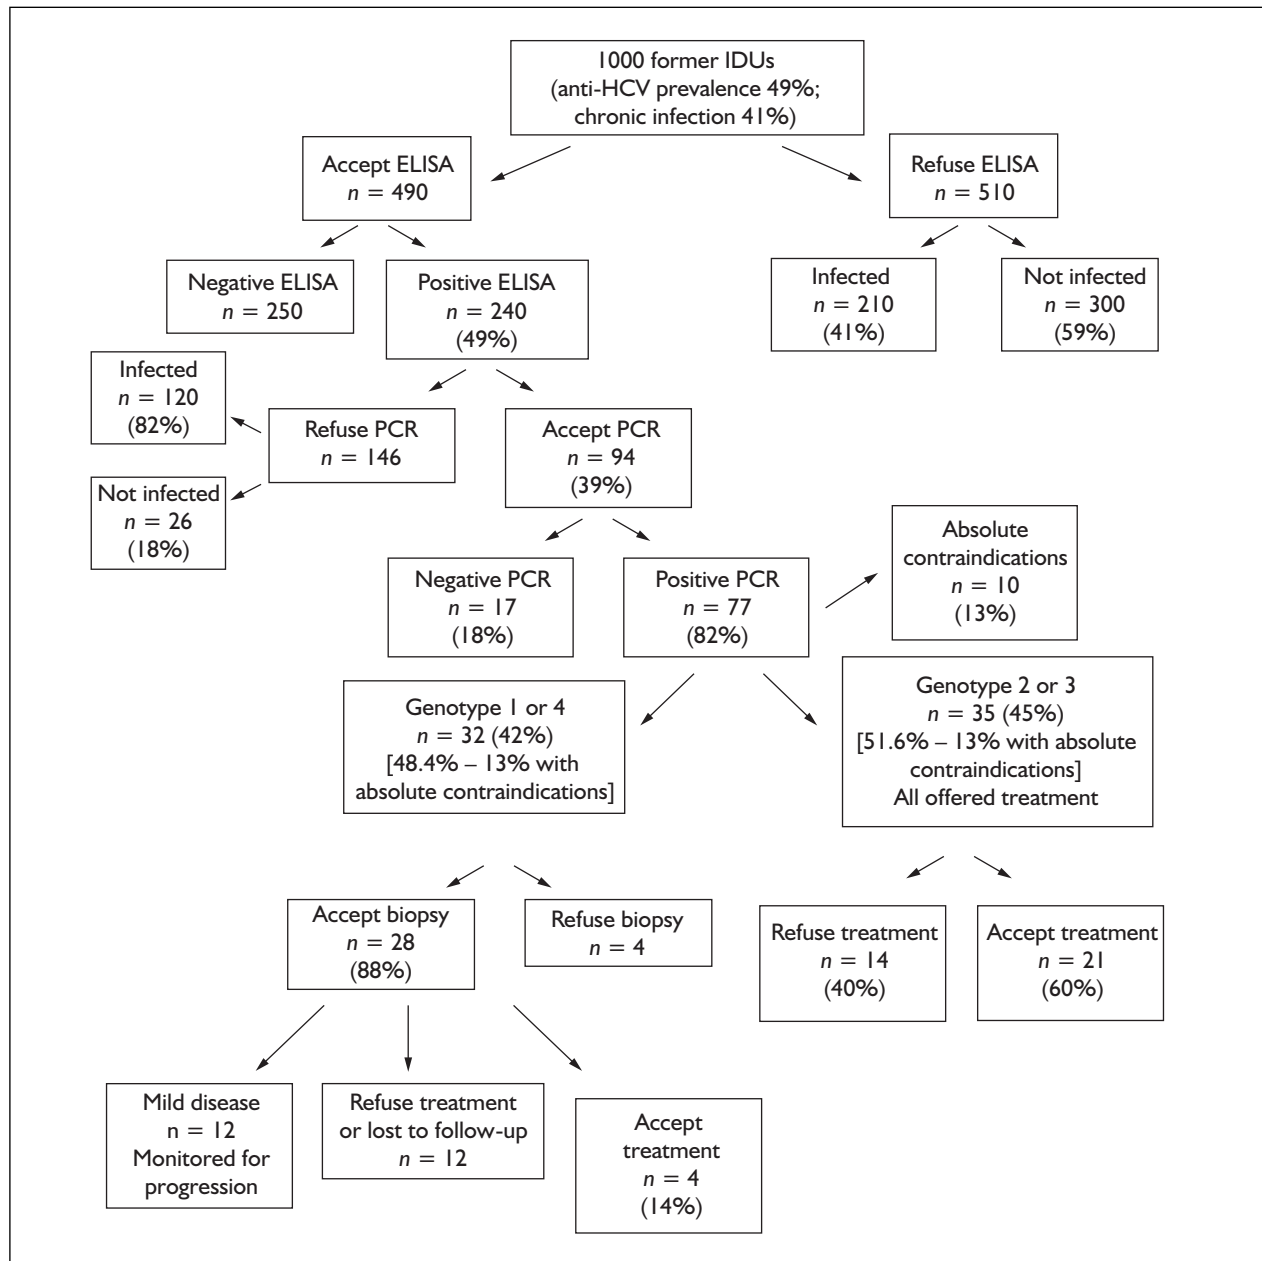 1000 former IDUs
(anti-HCV prevalence 49%;
chronic infection 41%)
Accept ELISA
n = 490
Refuse ELISA
n = 510
Negative ELISA
n = 250
Positive ELISA
n = 240
(49%)
Infected
n = 210
(41%)
Not infected
n = 300
(59%)
Infected
n = 120
(82%)
Refuse PCR
n = 146
Accept PCR
n = 94
(39%)
Not infected
n = 26
(18%)
Negative PCR
n = 17
(18%)
Positive PCR
n = 77
(82%)
Absolute
contraindications
n = 10
(13%)
Genotype 1 or 4
n = 32 (42%)
[48.4% – 13% with
absolute contraindications]
Genotype 2 or 3
n = 35 (45%)
[51.6% – 13% with absolute
contraindications]
All offered treatment
Accept biopsy
n = 28
(88%)
Refuse biopsy
n = 4
Refuse treatment
n = 14
(40%)
Accept treatment
n = 21
(60%)
Mild disease
n = 12
Monitored for
progression
Refuse treatment
or lost to follow-up
n = 12
Accept
treatment
n = 4
(14%)